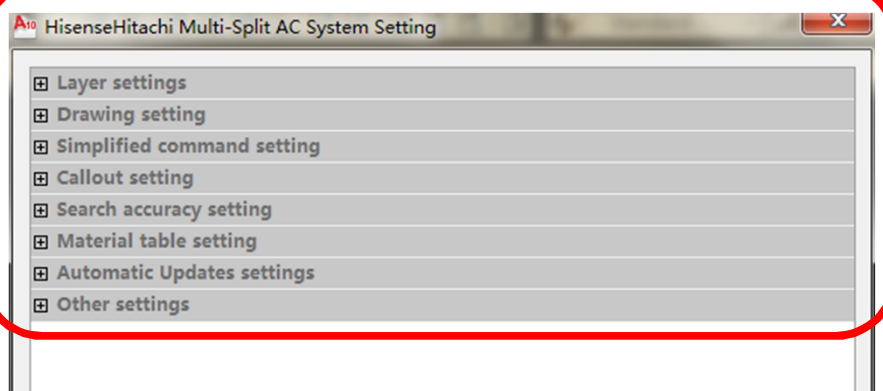 A10 HisenseHitachi Multi-Split AC System Setting
Layer settings
Drawing setting
Simplified command setting
Callout setting
Search accuracy setting
Material table setting
Automatic Updates settings
Other settings